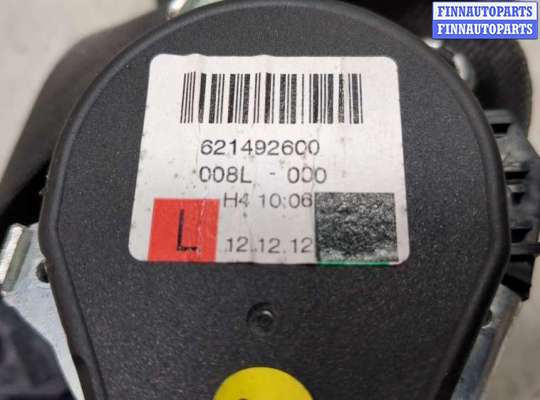 FINNAUTOPARTS
FINNAUTOPARTS
621492600
008L - 000
H4 10:06
L
12.12.12